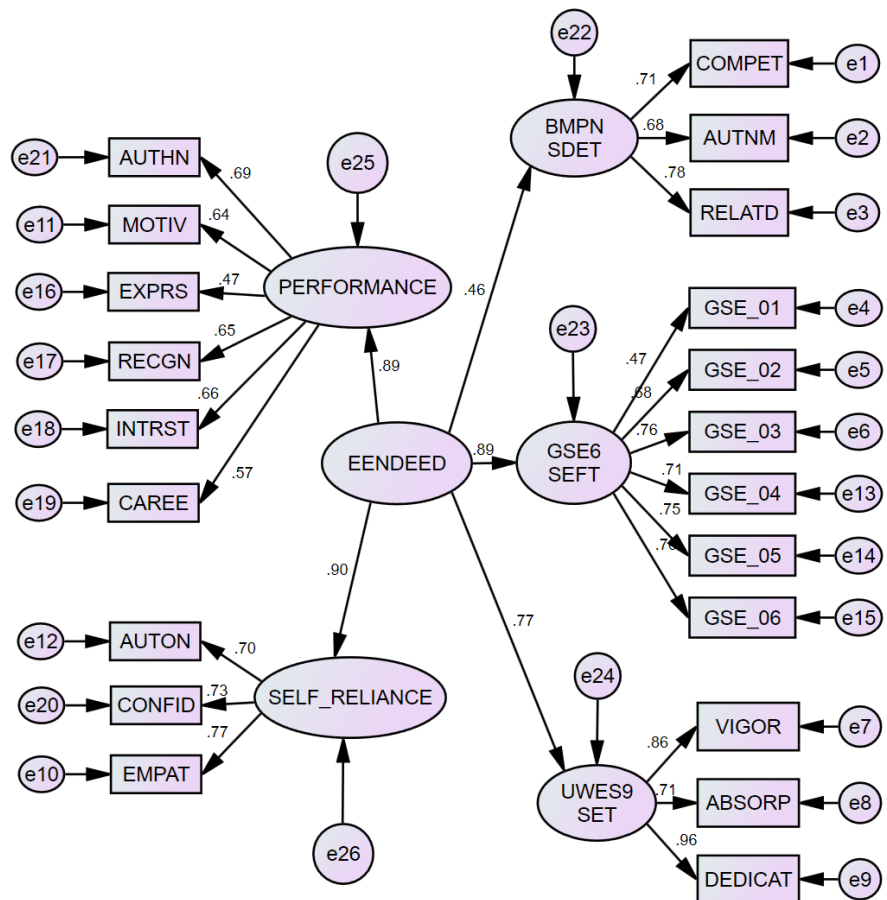 e22
COMPET
e1
.71
BMPN
SDET
.68
AUTNM
e2
.78
RELATD
e3
e21
AUTHN
e25
.69
e11
MOTIV
.64
e16
EXPRS
.47
PERFORMANCE
.46
e17
RECGN
.65
e23
GSE_01
e4
.47
.89
.66
GSE_02
e5
.68
e18
INTRST
.76
GSE_03
e6
EENDEED
.89
GSE6
SEFT
.71
GSE_04
e13
.57
e19
CAREE
.75
GSE_05
e14
.90
GSE_06
e15
.77
e12
AUTON
.70
e24
SELF_RELIANCE
e20
CONFID
.73
VIGOR
e7
.86
e10
EMPAT
.77
UWES9
SET
.71
ABSORP
e8
.96
e26
DEDICAT
e9